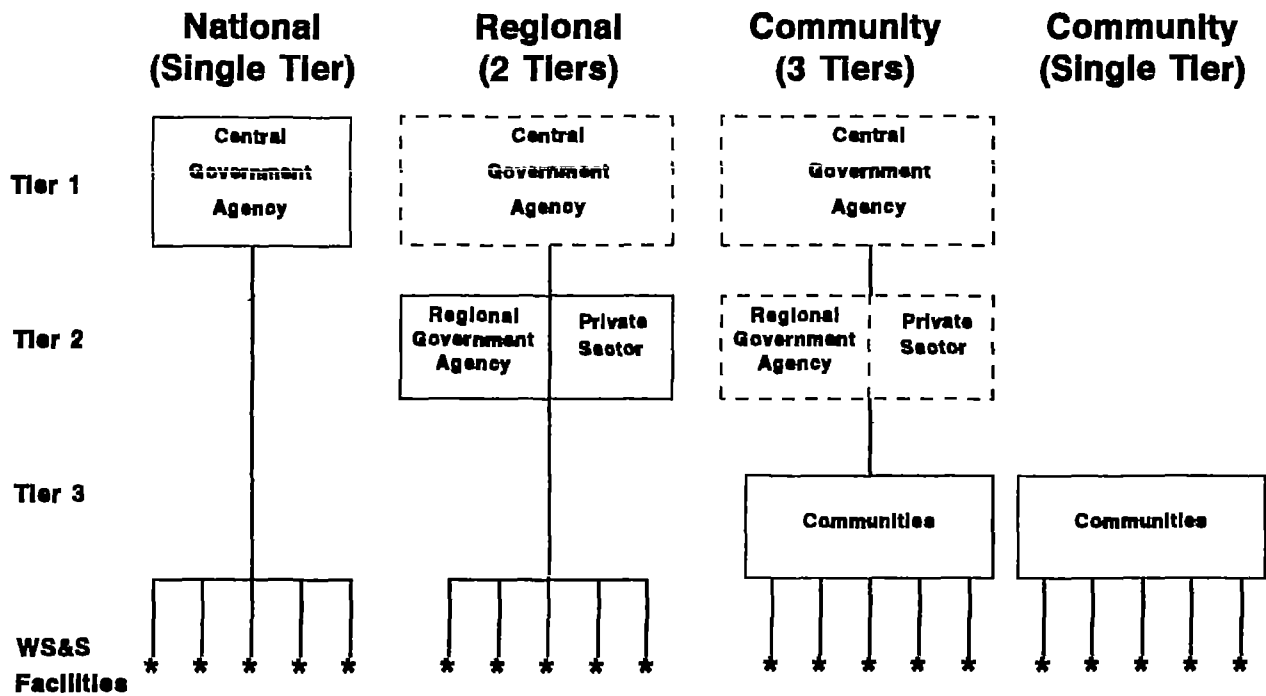 National
(Single Tier)
Regional
(2 Tiers)
Community
(3 Tiers)
Community
(Single Tier)
Tier 1
Central
Government
Agency
Central
Government
Agency
Central
Government
Agency
Tier 2
Regional
Government
Agency
Private
Sector
Regional
Government
Agency
Private
Sector
Tier 3
Communities
Communities
WS&S
Facilities
* * * * *
* * * * *
* * * * *
* * * * *